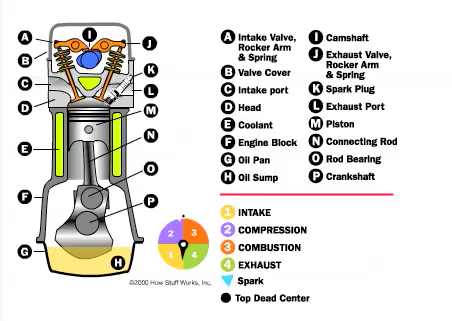 A
B
C
D
E
F
G
I
J
K
L
M
N
O
P
H
2 3
1 4
©2000 How Stuff Works, Inc.
A Intake Valve,
Rocker Arm
& Spring
B Valve Cover
C Intake port
D Head
E Coolant
F Engine Block
G Oil Pan
H Oil Sump
I Camshaft
J Exhaust Valve,
Rocker Arm
& Spring
K Spark Plug
L Exhaust Port
M Piston
N Connecting Rod
O Rod Bearing
P Crankshaft
1 INTAKE
2 COMPRESSION
3 COMBUSTION
4 EXHAUST
Spark
Top Dead Center